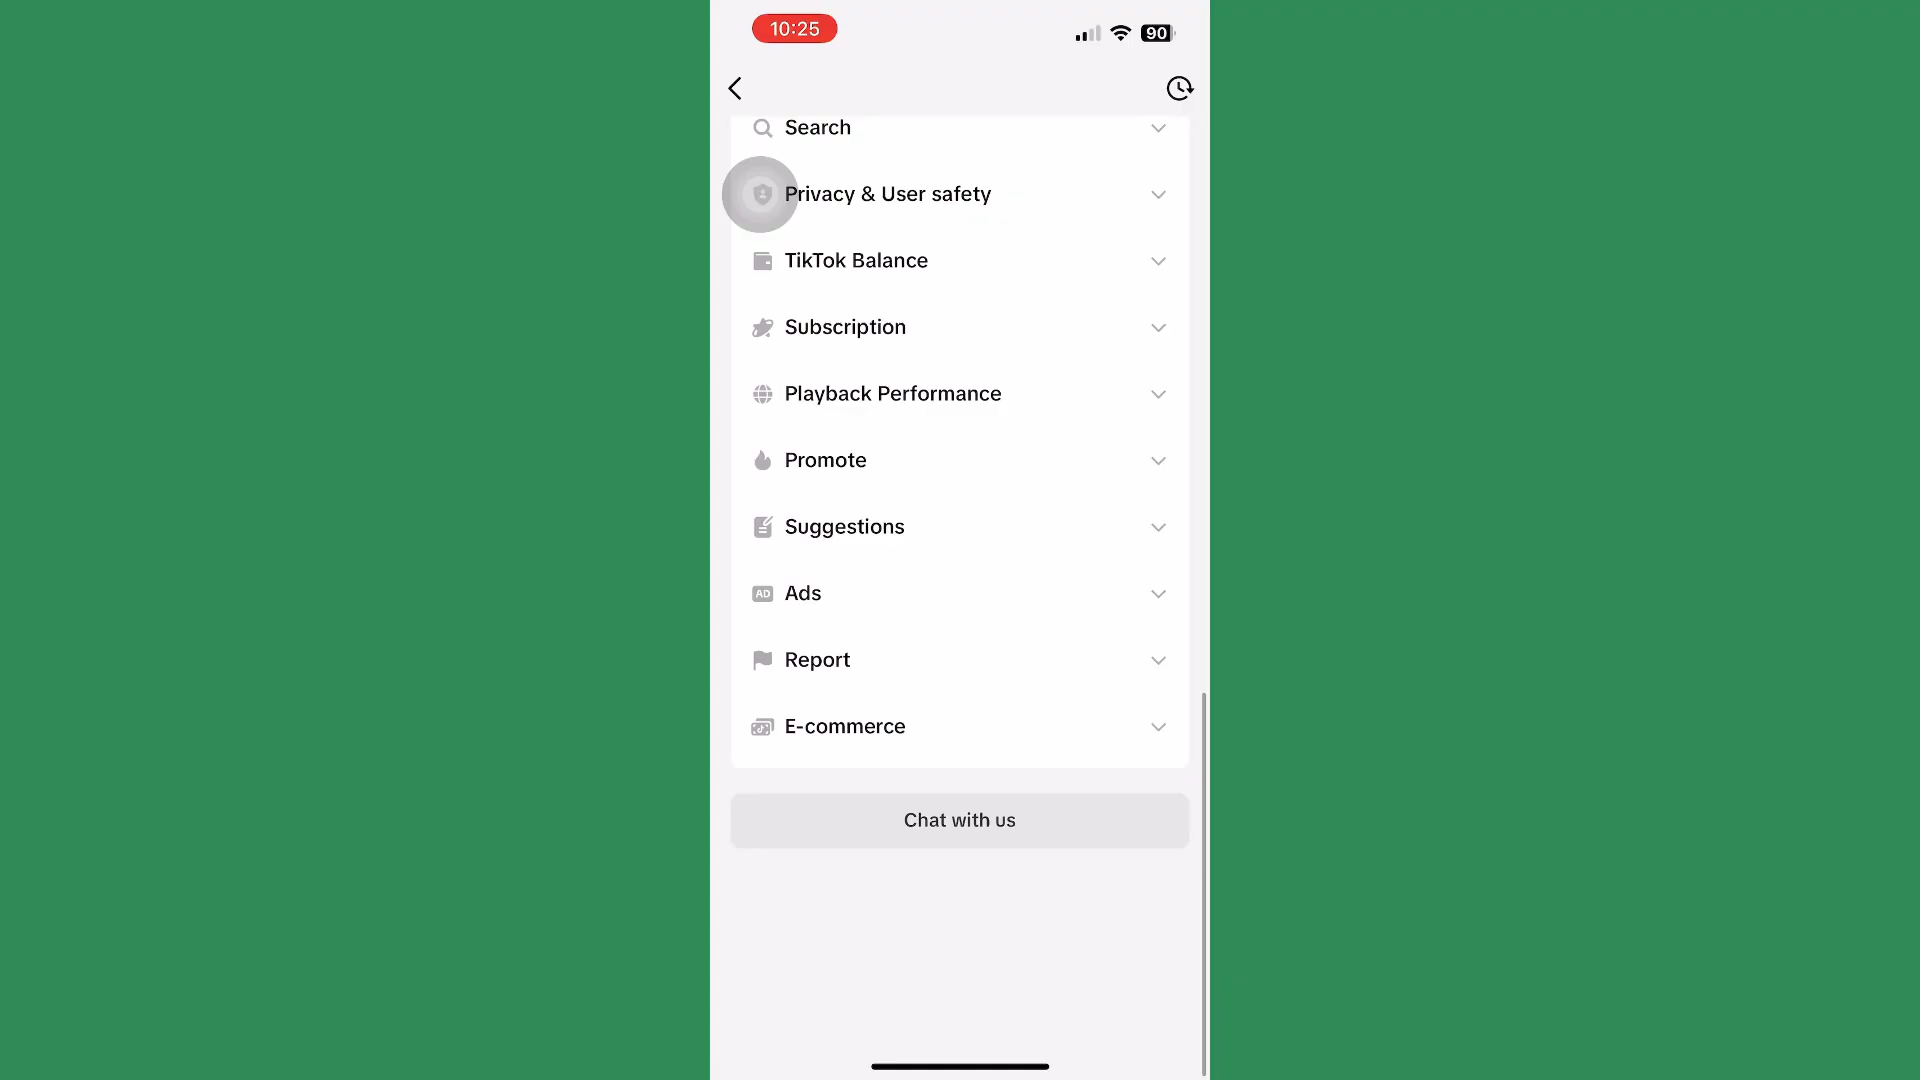 10:25
90
Search
Privacy & User safety
TikTok Balance
Subscription
Playback Performance
Promote
Suggestions
AD Ads
Report
E-commerce
Chat with us